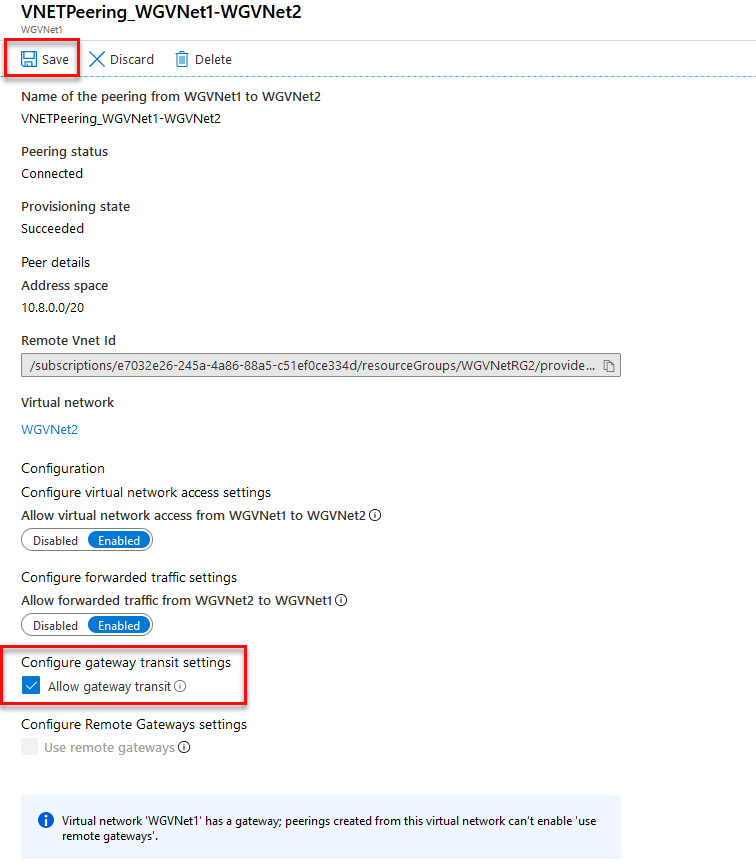 VNETPeering_WGVNet1-WGVNet2
WGVNet1
Save Discard Delete
Name of the peering from WGVNet1 to WGVNet2
VNETPeering_WGVNet1-WGVNet2
Peering status
Connected
Provisioning state
Succeeded
Peer details
Address space
10.8.0.0/20
Remote Vnet Id
/subscriptions/e7032e26-245a-4a86-88a5-c51ef0ce334d/resourceGroups/WGVNetRG2/provide...
Virtual network
WGVNet2
Configuration
Configure virtual network access settings
Allow virtual network access from WGVNet1 to WGVNet2
Disabled Enabled
Configure forwarded traffic settings
Allow forwarded traffic from WGVNet2 to WGVNet1
Disabled Enabled
Configure gateway transit settings
Allow gateway transit
Configure Remote Gateways settings
Use remote gateways
Virtual network 'WGVNet1' has a gateway; peerings created from this virtual network can't enable 'use
remote gateways'.